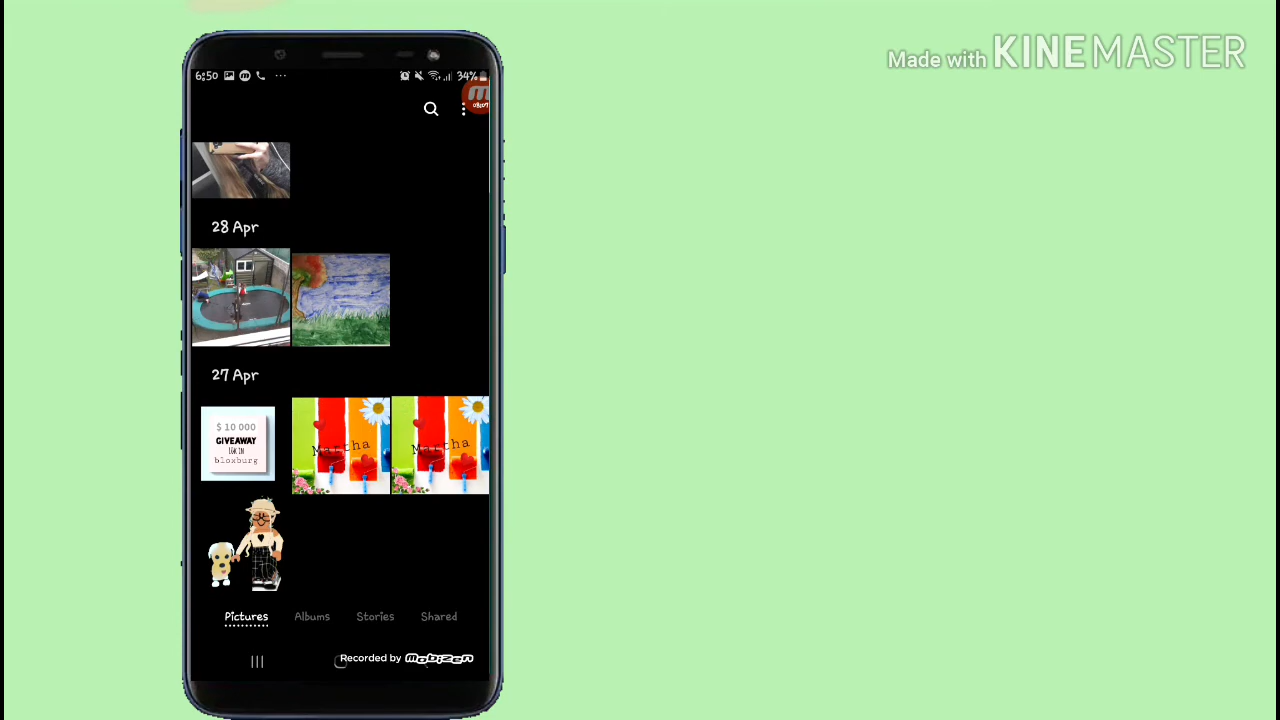 Made with KINEMASTER
6:50 34%
28 Apr
27 Apr
$ 10 000
GIVEAWAY
bloxburg
Martha
Martha
Pictures Albums Stories Shared
Recorded by mobizen